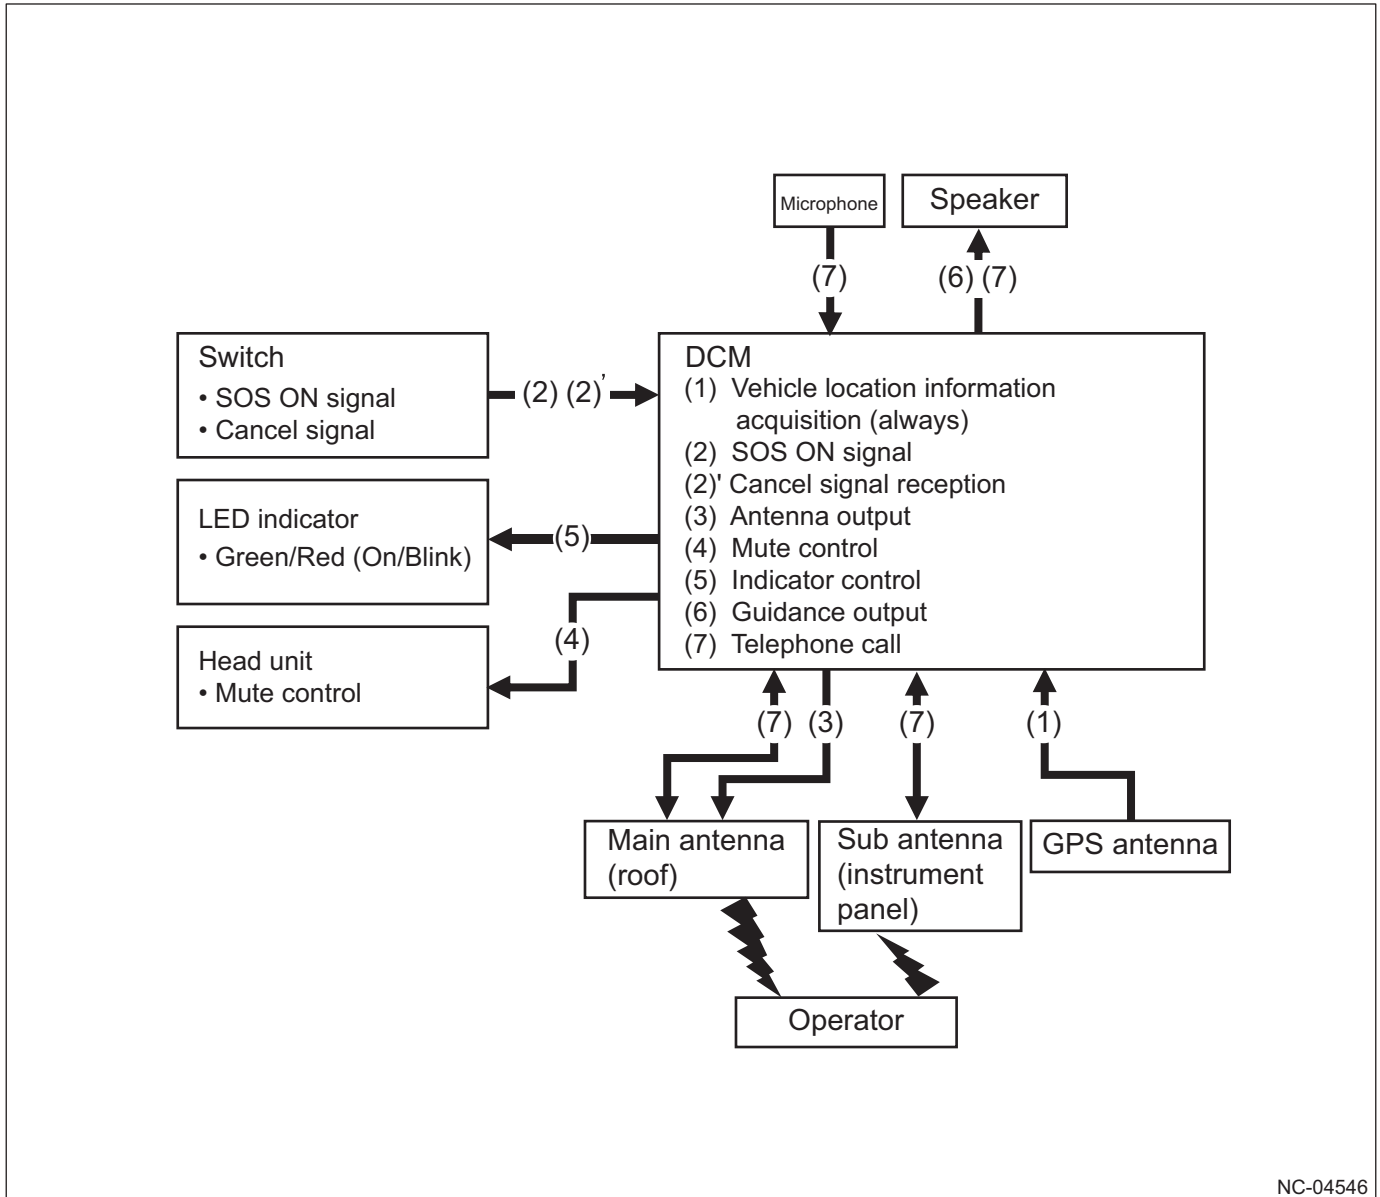 Microphone
Speaker
(7)
(6) (7)
Switch
• SOS ON signal
• Cancel signal
(2) (2)'
DCM
(1) Vehicle location information
acquisition (always)
(2) SOS ON signal
(2)' Cancel signal reception
(3) Antenna output
(4) Mute control
(5) Indicator control
(6) Guidance output
(7) Telephone call
LED indicator
• Green/Red (On/Blink)
(5)
Head unit
• Mute control
(4)
(7) (3)
(7)
(1)
Main antenna
(roof)
Sub antenna
(instrument
panel)
GPS antenna
Operator
NC-04546